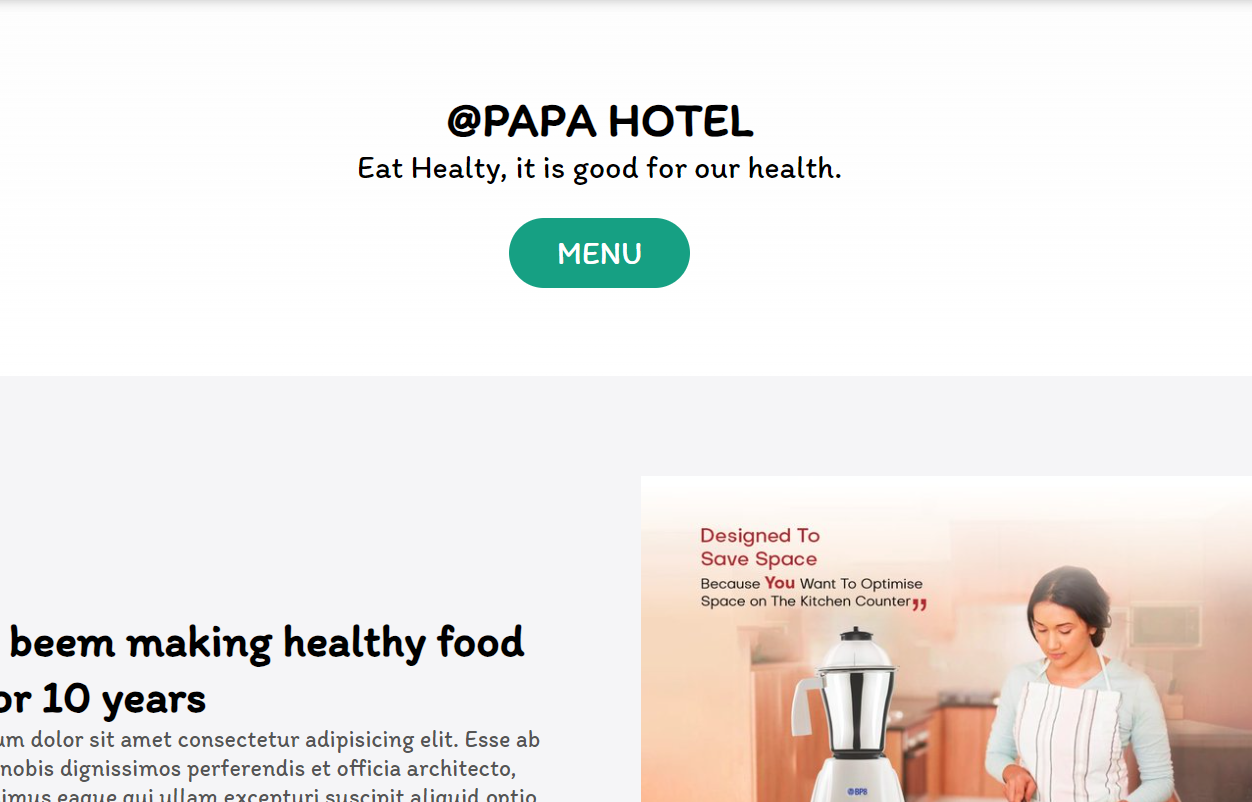 @PAPA HOTEL
Eat Healty, it is good for our health.
MENU
beem making healthy food
or 10 years
um dolor sit amet consectetur adipisicing elit. Esse ab
nobis dignissimos perferendis et officia architecto,
imus eaque qui ullam excepturi suscipit aliquid optio
Designed To
Save Space
Because You Want To Optimise
Space on The Kitchen Counter❜❜
BPB